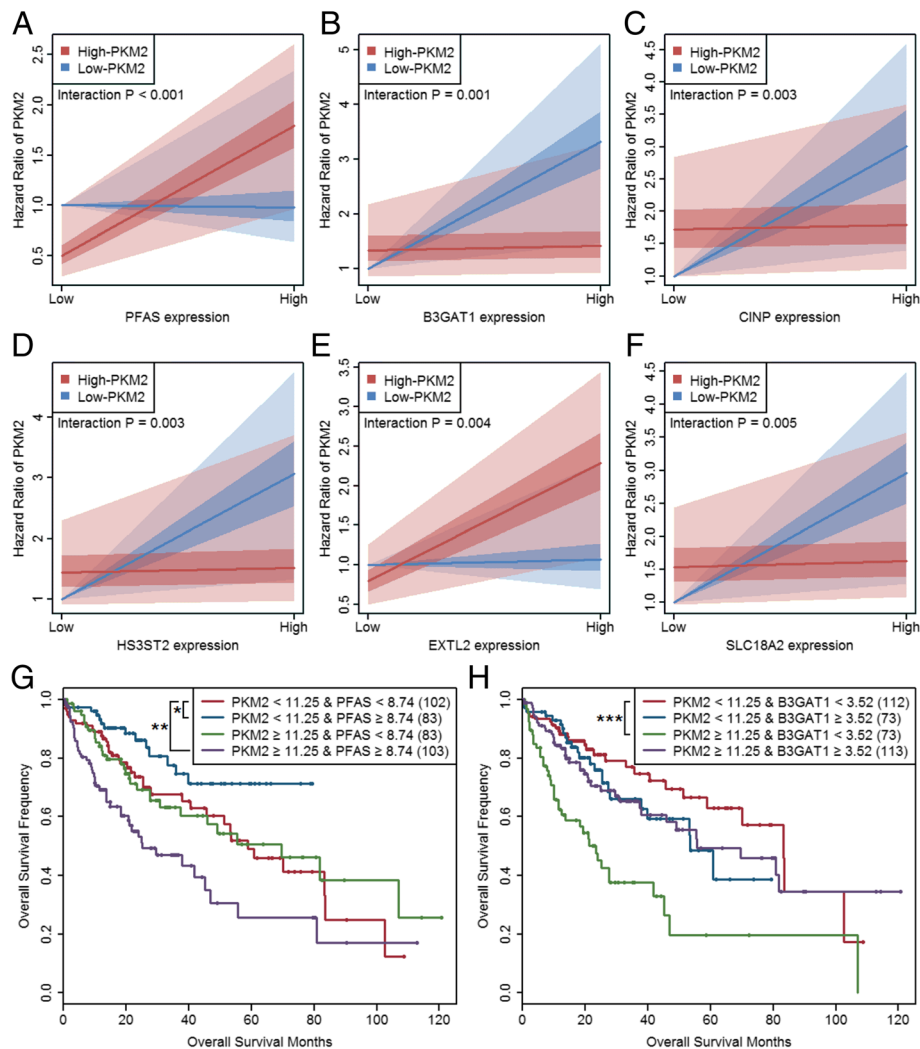 A
High-PKM2
Low-PKM2
Interaction P < 0.001
Hazard Ratio of PKM2
0.5 1.0 1.5 2.0 2.5
Low High
PFAS expression
B
High-PKM2
Low-PKM2
Interaction P = 0.001
Hazard Ratio of PKM2
1 2 3 4 5
Low High
B3GAT1 expression
C
High-PKM2
Low-PKM2
Interaction P = 0.003
Hazard Ratio of PKM2
1.0 1.5 2.0 2.5 3.0 3.5 4.0 4.5
Low High
CINP expression
D
High-PKM2
Low-PKM2
Interaction P = 0.003
Hazard Ratio of PKM2
1 2 3 4
Low High
HS3ST2 expression
E
High-PKM2
Low-PKM2
Interaction P = 0.004
Hazard Ratio of PKM2
0.5 1.0 1.5 2.0 2.5 3.0 3.5
Low High
EXTL2 expression
F
High-PKM2
Low-PKM2
Interaction P = 0.005
Hazard Ratio of PKM2
1.0 1.5 2.0 2.5 3.0 3.5 4.0 4.5
Low High
SLC18A2 expression
G
PKM2 < 11.25 & PFAS < 8.74 (102)
PKM2 < 11.25 & PFAS ≥ 8.74 (83)
PKM2 ≥ 11.25 & PFAS < 8.74 (83)
PKM2 ≥ 11.25 & PFAS ≥ 8.74 (103)
*
**
Overall Survival Frequency
0.0 0.2 0.4 0.6 0.8 1.0
0 20 40 60 80 100 120
Overall Survival Months
H
PKM2 < 11.25 & B3GAT1 < 3.52 (112)
PKM2 < 11.25 & B3GAT1 ≥ 3.52 (73)
PKM2 ≥ 11.25 & B3GAT1 < 3.52 (73)
PKM2 ≥ 11.25 & B3GAT1 ≥ 3.52 (113)
***
Overall Survival Frequency
0.0 0.2 0.4 0.6 0.8 1.0
0 20 40 60 80 100 120
Overall Survival Months